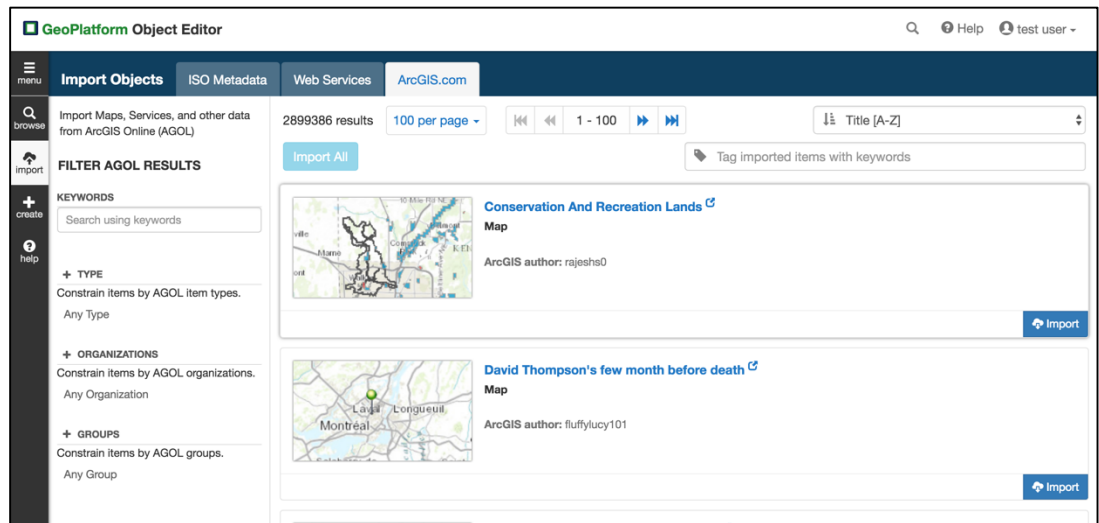 GeoPlatform Object Editor
Help
test user
menu
Import Objects
ISO Metadata
Web Services
ArcGIS.com
browse
import
create
help
Import Maps, Services, and other data
from ArcGIS Online (AGOL)
FILTER AGOL RESULTS
KEYWORDS
Search using keywords
+ TYPE
Constrain items by AGOL item types.
Any Type
+ ORGANIZATIONS
Constrain items by AGOL organizations.
Any Organization
+ GROUPS
Constrain items by AGOL groups.
Any Group
2899386 results
100 per page
1 - 100
Title [A-Z]
Import All
Tag imported items with keywords
10 Mile Rd NE
Conservation And Recreation Lands
Map
ArcGIS author: rajeshs0
Import
Laval
Longueuil
Montréal
David Thompson's few month before death
Map
ArcGIS author: fluffylucy101
Import